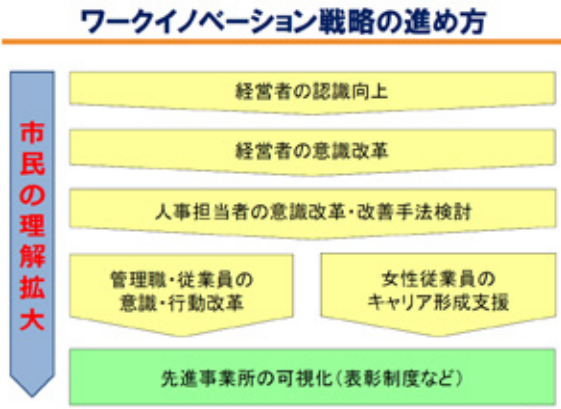 ワークイノベーション戦略の進め方
市民の理解拡大
経営者の認識向上
経営者の意識改革
人事担当者の意識改革・改善手法検討
管理職・従業員の
意識・行動改革
女性従業員の
キャリア形成支援
先進事業所の可視化（表彰制度など）